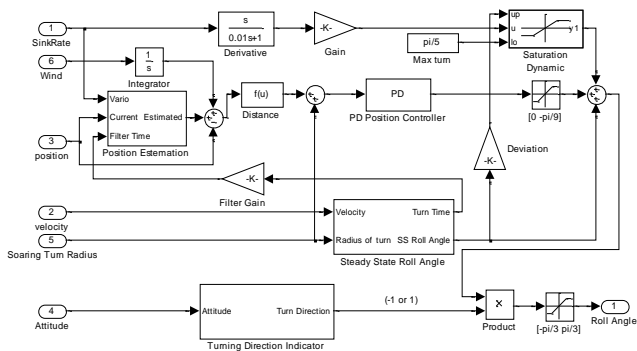 1
SinkRate
6
Wind
s
0.01s+1
Derivative
-K-
Gain
pi/5
Max turn
up
u
lo
y1
Saturation
Dynamic
1
s
Integrator
Vario
Current Estimated
Filter Time
Position Estemation
3
position
f(u)
Distance
PD
PD Position Controller
[0 -pi/9]
-K-
Deviation
-K-
Filter Gain
2
velocity
5
Soaring Turn Radius
Velocity Turn Time
Radius of turn SS Roll Angle
Steady State Roll Angle
4
Attitude
Attitude Turn Direction
Turning Direction Indicator
(-1 or 1)
x
Product
[-pi/3 pi/3]
1
Roll Angle